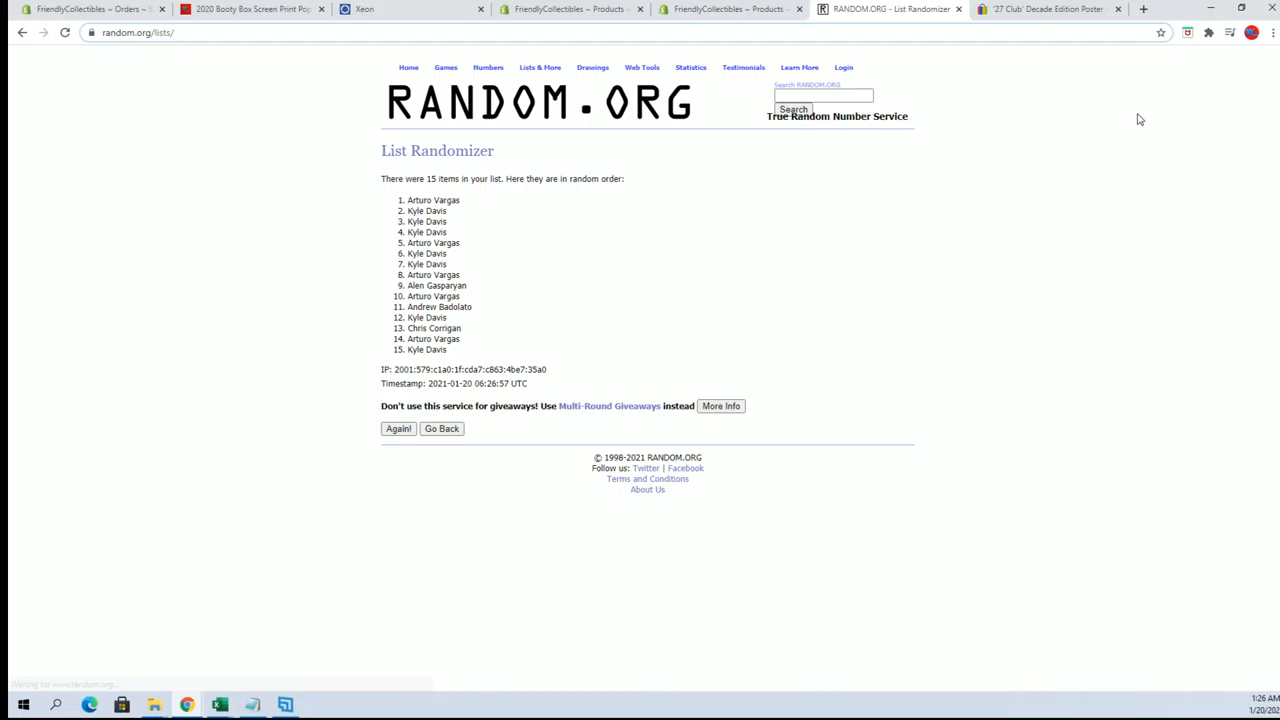 FriendlyCollectibles ~ Orders ~ S
2020 Booty Box Screen Print Pop
Xeon
FriendlyCollectibles ~ Products ~
FriendlyCollectibles ~ Products ~
RANDOM.ORG - List Randomizer
'27 Club' Decade Edition Poster -
random.org/lists/
Home Games Numbers Lists & More Drawings Web Tools Statistics Testimonials Learn More Login
RANDOM.ORG
Search RANDOM.ORG
Search
True Random Number Service
List Randomizer
There were 15 items in your list. Here they are in random order:
1. Arturo Vargas
2. Kyle Davis
3. Kyle Davis
4. Kyle Davis
5. Arturo Vargas
6. Kyle Davis
7. Kyle Davis
8. Arturo Vargas
9. Alen Gasparyan
10. Arturo Vargas
11. Andrew Badolato
12. Kyle Davis
13. Chris Corrigan
14. Arturo Vargas
15. Kyle Davis
IP: 2001:579:c1a0:1f:cda7:c863:4be7:35a0
Timestamp: 2021-01-20 06:26:57 UTC
Don't use this service for giveaways! Use Multi-Round Giveaways instead More Info
Again! Go Back
© 1998-2021 RANDOM.ORG
Follow us: Twitter | Facebook
Terms and Conditions
About Us
Waiting for www.random.org...
1:26 AM
1/20/202